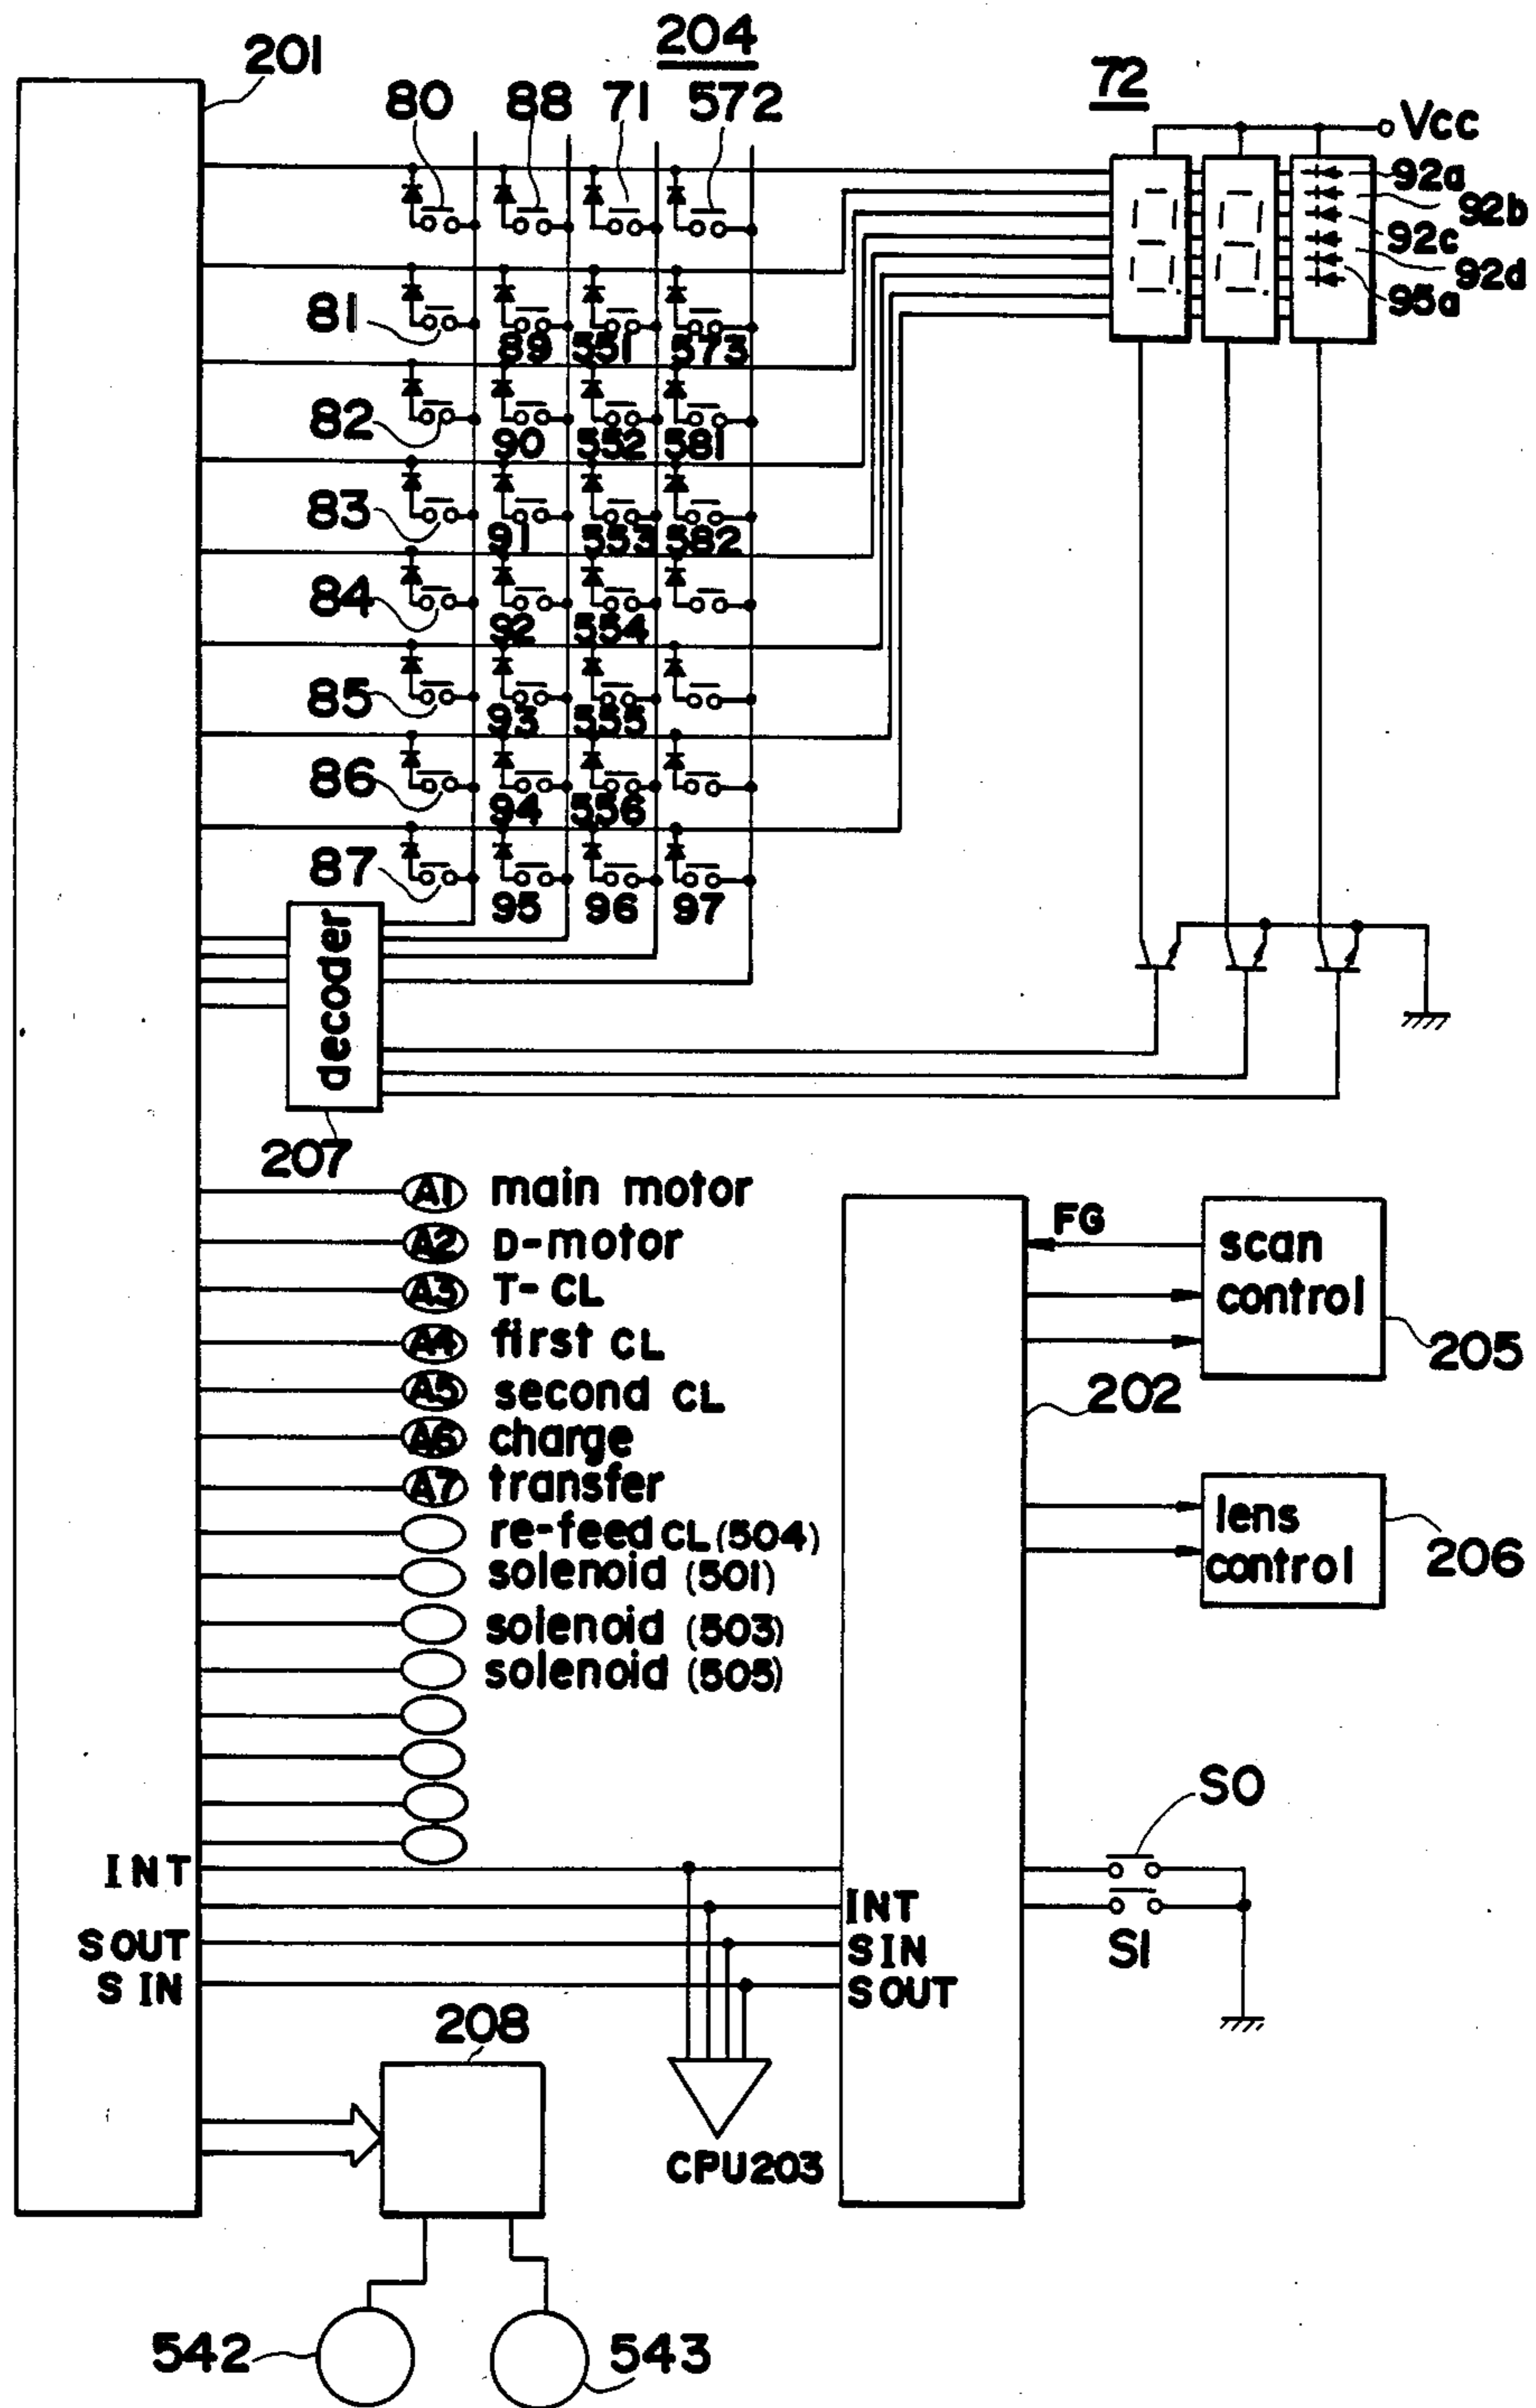 204
201
72
80
88
71
572
Vcc
92a
92b
92c
92d
95a
81
89
551
573
82
90
552
581
83
91
553
582
84
92
554
85
93
555
86
94
556
87
95
96
97
decoder
207
A1 main motor
A2 D-motor
A3 T-CL
A4 first CL
A5 second CL
A6 charge
A7 transfer
re-feed CL (504)
solenoid (501)
solenoid (503)
solenoid (505)
FG
scan
control
205
202
lens
control
206
S0
S1
INT
SOUT
SIN
INT
SIN
SOUT
208
CPU203
542
543